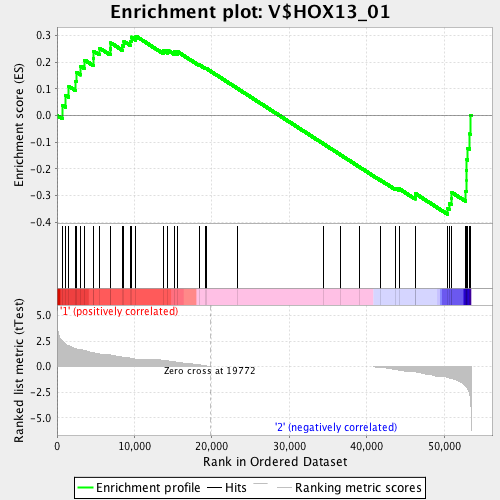 Enrichment plot: V$HOX13_01
Enrichment score (ES)
0.3
0.2
0.1
0.0
-0.1
-0.2
-0.3
-0.4
'1' (positively correlated)
Ranked list metric (tTest)
5.0
2.5
0.0
-2.5
-5.0
Zero cross at 19772
'2' (negatively correlated)
0
10,000
20,000
30,000
40,000
50,000
Rank in Ordered Dataset
Enrichment profile
Hits
Ranking metric scores